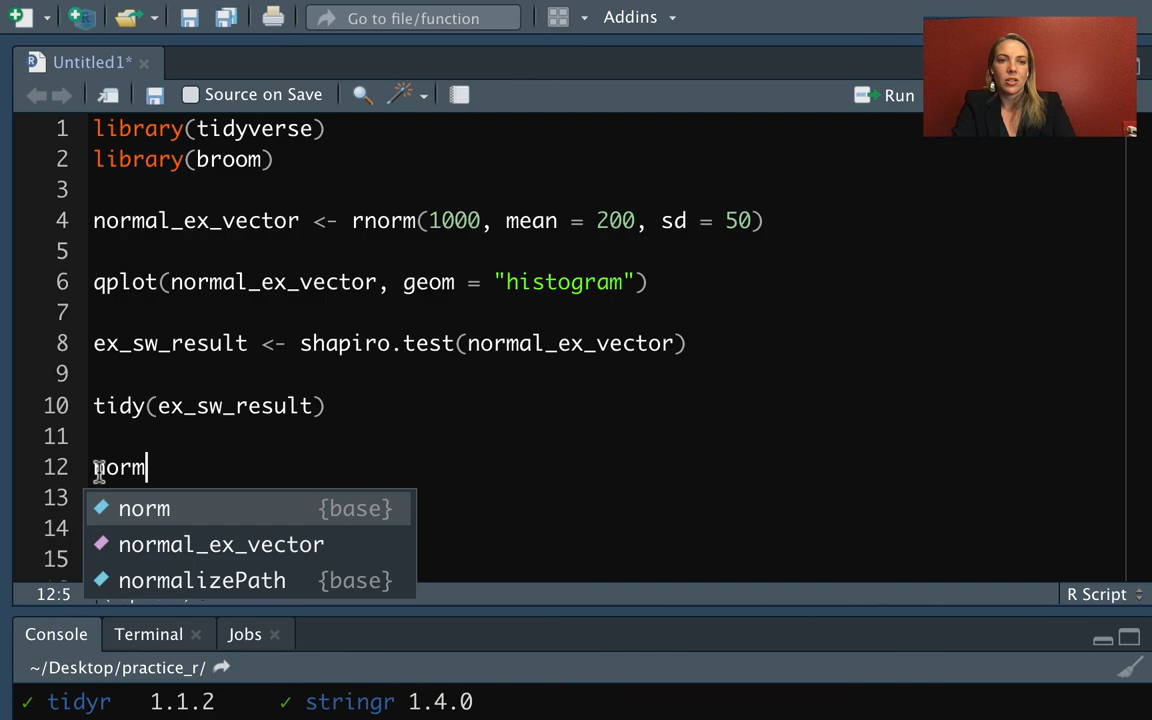 Go to file/function Addins
Untitled1*
Source on Save Run
1 library(tidyverse)
2 library(broom)
3
4 normal_ex_vector <- rnorm(1000, mean = 200, sd = 50)
5
6 qplot(normal_ex_vector, geom = "histogram")
7
8 ex_sw_result <- shapiro.test(normal_ex_vector)
9
10 tidy(ex_sw_result)
11
12 norm
13
14
15
norm {base}
normal_ex_vector
normalizePath {base}
12:5 R Script
Console Terminal Jobs
~/Desktop/practice_r/
✓ tidyr 1.1.2 ✓ stringr 1.4.0